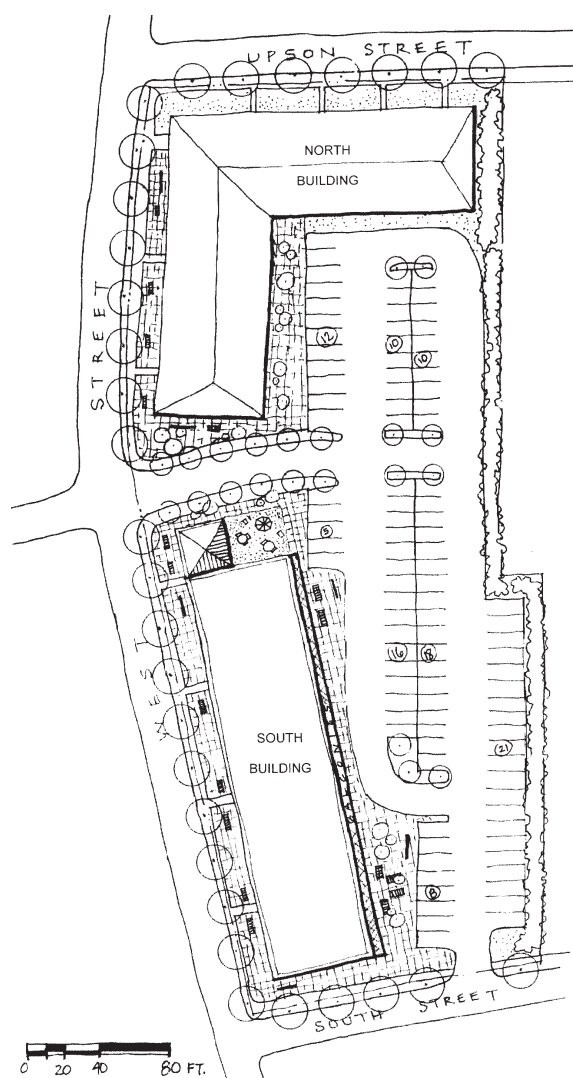 UPSON STREET
NORTH
BUILDING
WEST STREET
12
10
10
5
16
18
21
SOUTH
BUILDING
8
SOUTH STREET
0 20 40 80 FT.